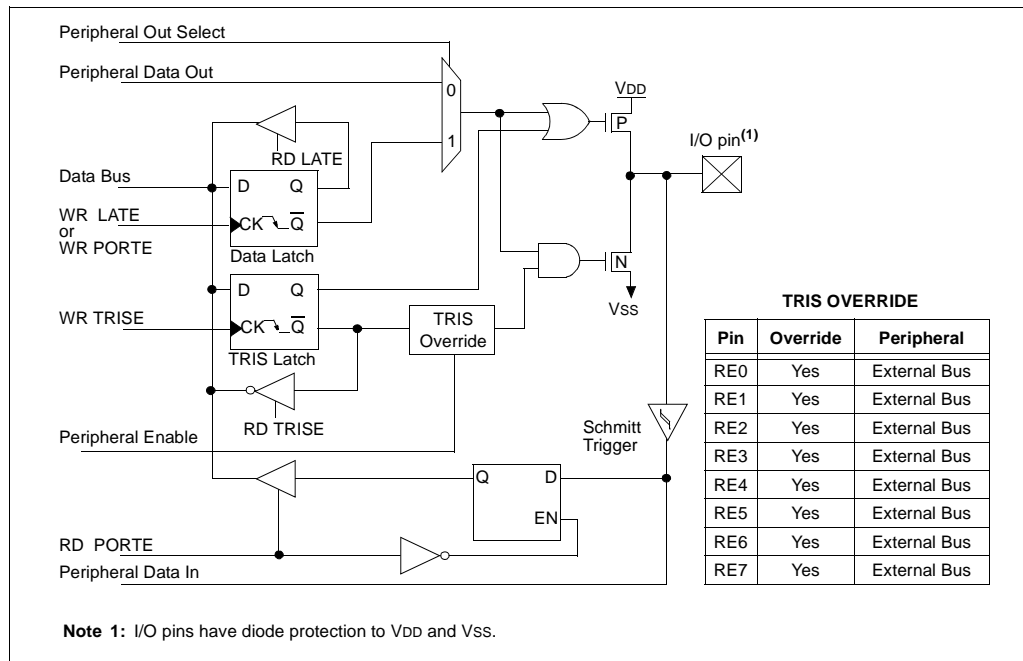 Peripheral Out Select
Peripheral Data Out
0
1
VDD
P
I/O pin(1)
RD LATE
Data Bus
D Q
WR LATE
or
WR PORTE
CK Q
Data Latch
N
VSS
D Q
WR TRISE
CK Q
TRIS Latch
TRIS
Override
RD TRISE
Peripheral Enable
Schmitt
Trigger
Q D
EN
RD PORTE
Peripheral Data In
TRIS OVERRIDE
Pin Override Peripheral
RE0 Yes External Bus
RE1 Yes External Bus
RE2 Yes External Bus
RE3 Yes External Bus
RE4 Yes External Bus
RE5 Yes External Bus
RE6 Yes External Bus
RE7 Yes External Bus
Note 1: I/O pins have diode protection to VDD and VSS.